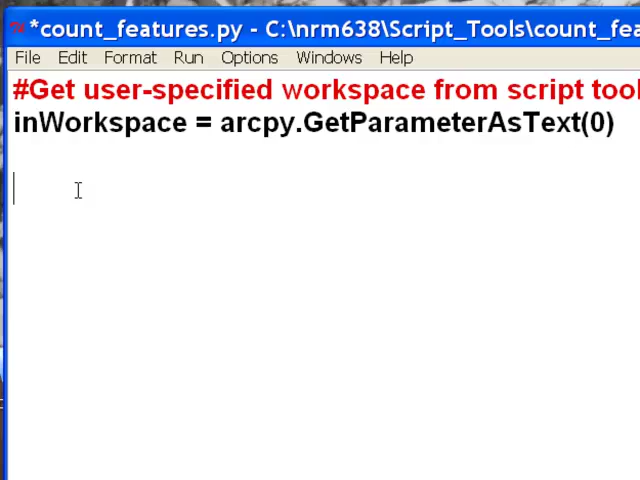 *count_features.py - C:\nrm638\Script_Tools\count_fea
File Edit Format Run Options Windows Help
#Get user-specified workspace from script tool
inWorkspace = arcpy.GetParameterAsText(0)